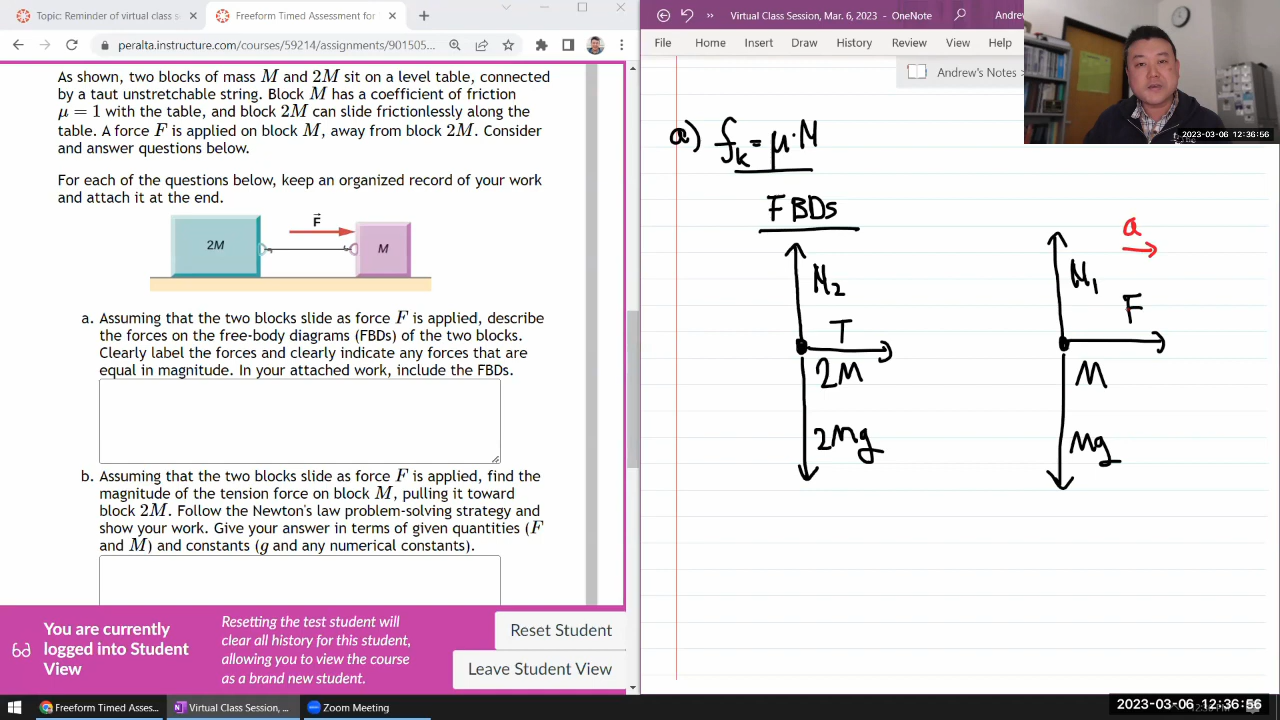 Topic: Reminder of virtual class s
Freeform Timed Assessment for
peralta.instructure.com/courses/59214/assignments/901505...
As shown, two blocks of mass M and 2M sit on a level table, connected
by a taut unstretchable string. Block M has a coefficient of friction
μ = 1 with the table, and block 2M can slide frictionlessly along the
table. A force F is applied on block M, away from block 2M. Consider
and answer questions below.
For each of the questions below, keep an organized record of your work
and attach it at the end.
F
2M
M
a. Assuming that the two blocks slide as force F is applied, describe
the forces on the free-body diagrams (FBDs) of the two blocks.
Clearly label the forces and clearly indicate any forces that are
equal in magnitude. In your attached work, include the FBDs.
b. Assuming that the two blocks slide as force F is applied, find the
magnitude of the tension force on block M, pulling it toward
block 2M. Follow the Newton's law problem-solving strategy and
show your work. Give your answer in terms of given quantities (F
and M) and constants (g and any numerical constants).
You are currently
logged into Student
View
Resetting the test student will
clear all history for this student,
allowing you to view the course
as a brand new student.
Reset Student
Leave Student View
Virtual Class Session, Mar. 6, 2023 - OneNote
Andre
File Home Insert Draw History Review View Help
Andrew's Notes >
2023-03-06 12:36:56
a) fk = μ·N
FBDs
a
N2
N1
T
F
2M
M
2Mg
Mg
Freeform Timed Asses...
Virtual Class Session,...
Zoom Meeting
2023-03-06 12:36:56